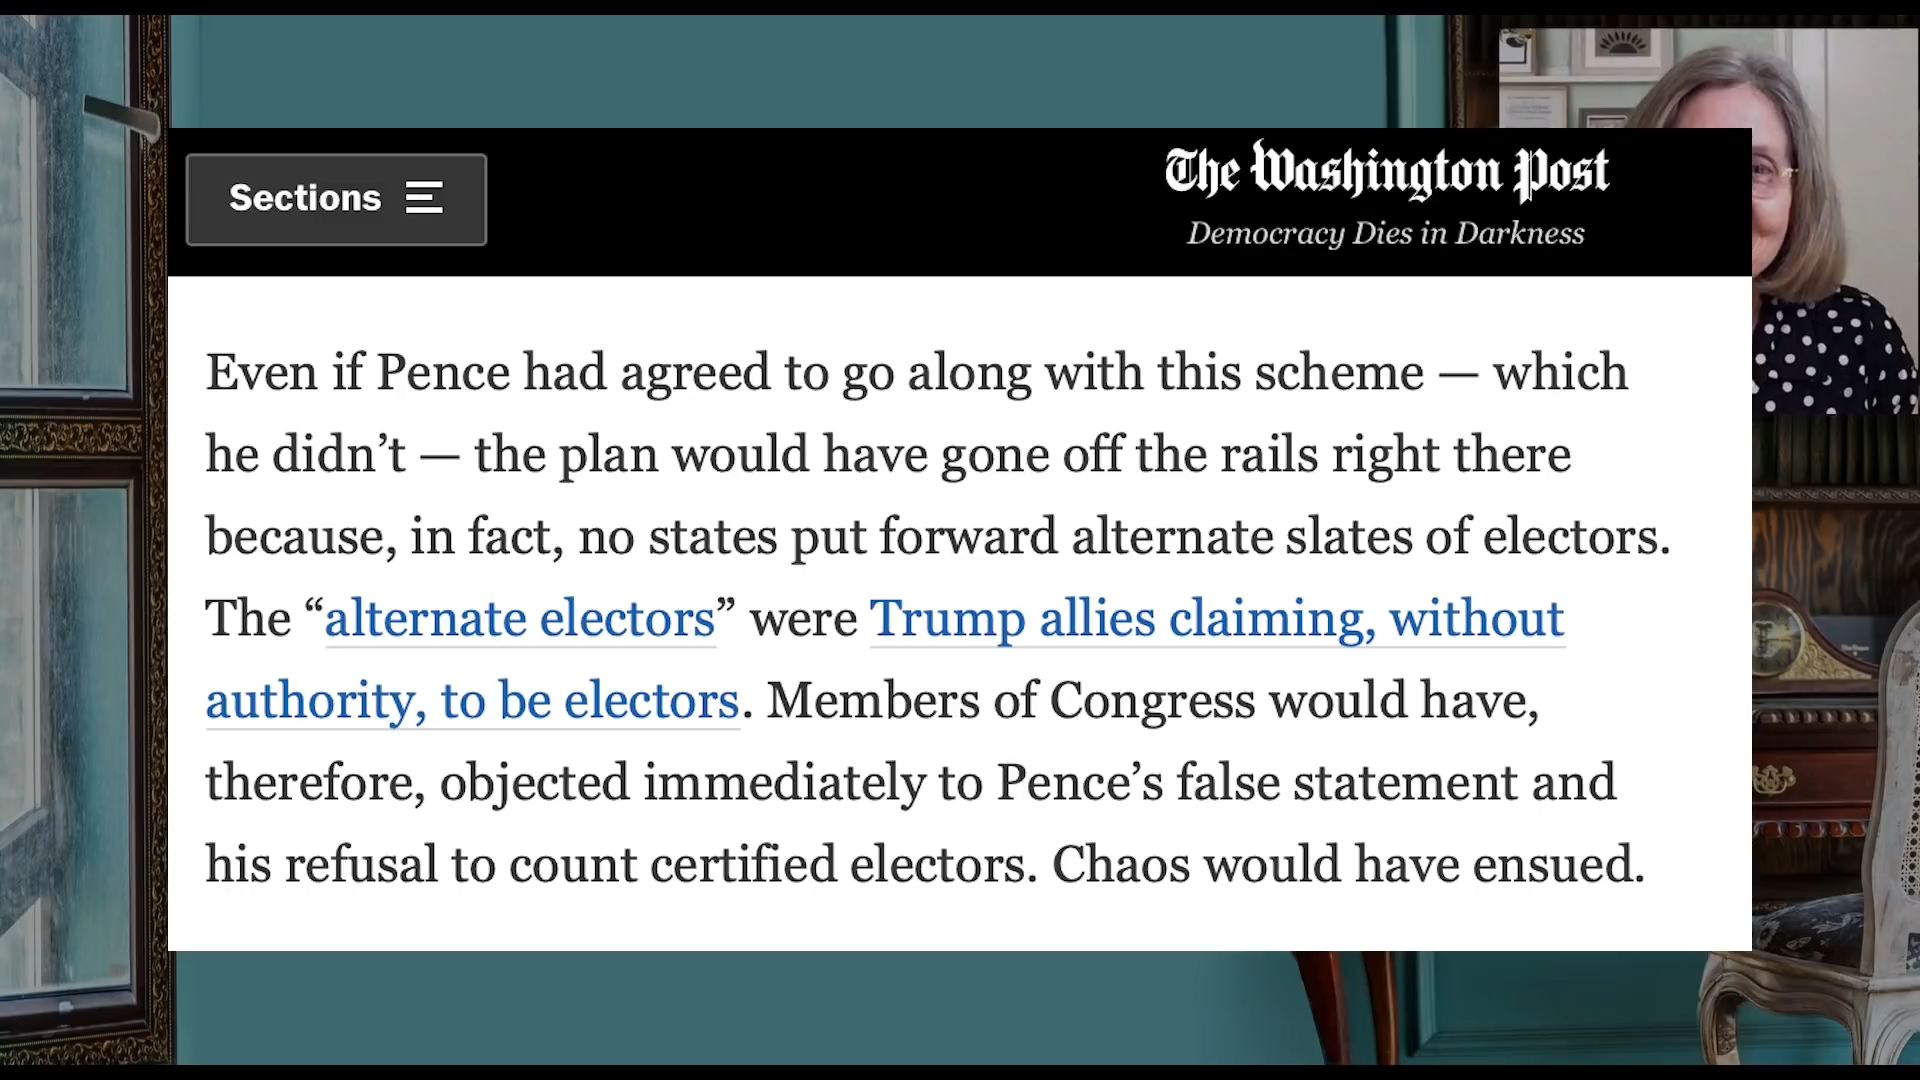 Sections
The Washington Post
Democracy Dies in Darkness
Even if Pence had agreed to go along with this scheme — which
he didn’t — the plan would have gone off the rails right there
because, in fact, no states put forward alternate slates of electors.
The “alternate electors” were Trump allies claiming, without
authority, to be electors. Members of Congress would have,
therefore, objected immediately to Pence’s false statement and
his refusal to count certified electors. Chaos would have ensued.